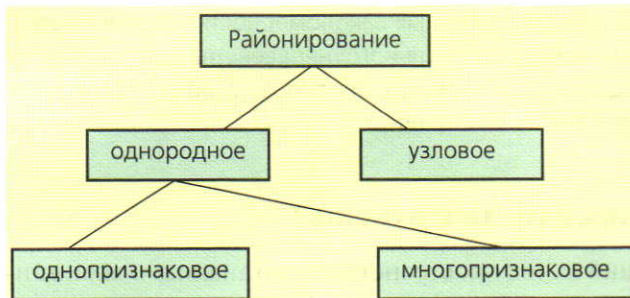 Районирование
однородное
узловое
однопризнаковое
многопризнаковое